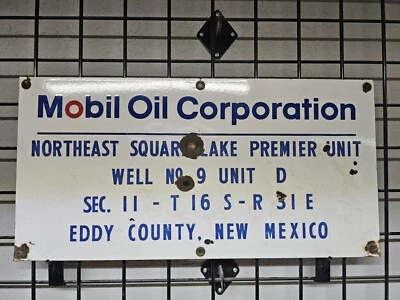 Mobil Oil Corporation
NORTHEAST SQUARE LAKE PREMIER UNIT
WELL NO. 9 UNIT D
SEC. 11 - T 16 S - R 31 E
EDDY COUNTY, NEW MEXICO